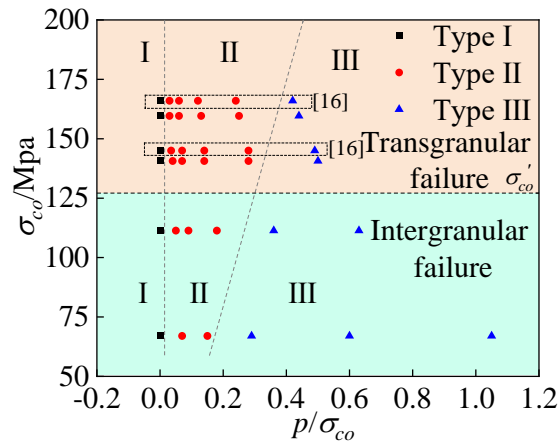 200
175
150
125
100
75
50
σco/Mpa
I
II
III
Type I
Type II
Type III
[16]
[16]
Transgranular
failure σco'
Intergranular
failure
I
II
III
-0.2
0.0
0.2
0.4
0.6
0.8
1.0
1.2
p/σco